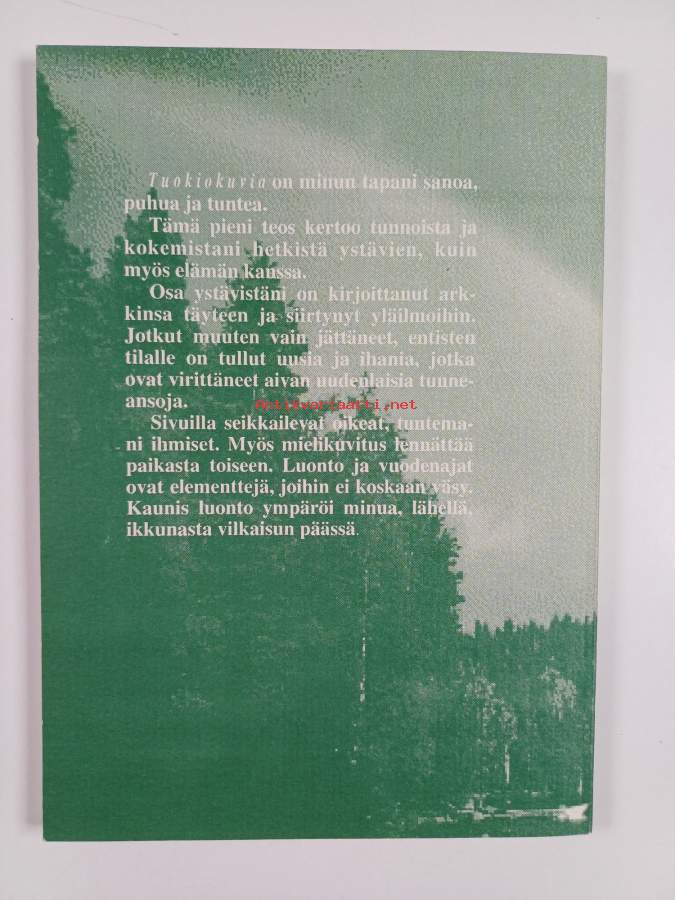 Tuokiokuvia on minun tapani sanoa,
puhua ja tuntea.
Tämä pieni teos kertoo tunnoista ja
kokemistani hetkistä ystävien, kuin
myös elämän kanssa.
Osa ystävistäni on kirjoittanut ark-
kinsa täyteen ja siirtynyt yläilmoihin.
Jotkut muuten vain jättäneet, entisten
tilalle on tullut uusia ja ihania, jotka
ovat virittäneet aivan uudenlaisia tunne-
ansoja.
Antikvariaatti.net
Sivuilla seikkailevat oikeat, tuntema-
ni ihmiset. Myös mielikuvitus lennättää
paikasta toiseen. Luonto ja vuodenajat
ovat elementtejä, joihin ei koskaan väsy.
Kaunis luonto ympäröi minua, lähellä,
ikkunasta vilkaisun päässä.